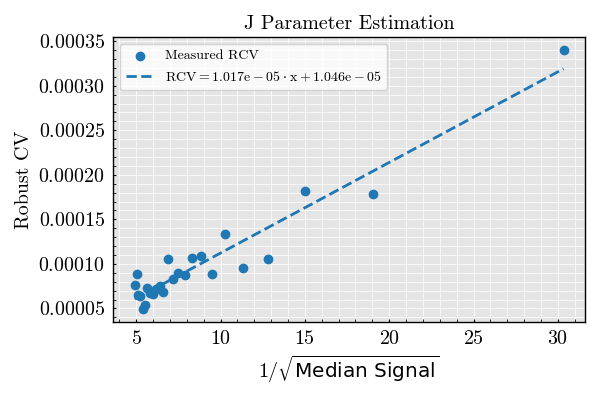 J Parameter Estimation
0.00035
0.00030
0.00025
0.00020
0.00015
0.00010
0.00005
Robust CV
Measured RCV
RCV = 1.017e − 05 · x + 1.046e − 05
5 10 15 20 25 30
1/√Median Signal